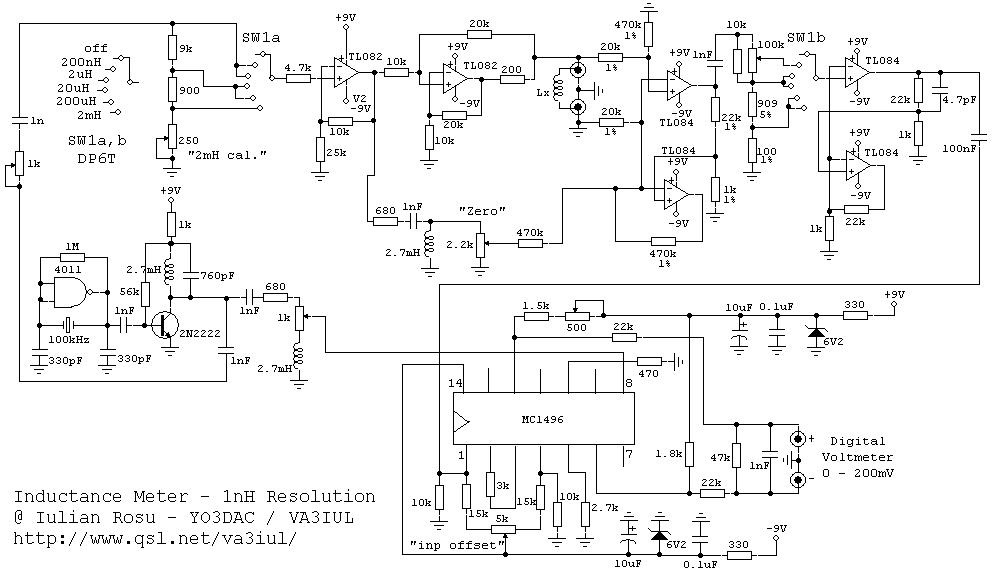 +9V
+9V
+9V
470k
1%
10k
+9V
20k
SW1a
9k
TL082
10k
+9V
TL082
20k
1%
1nF
100k
SW1b
+9V
TL084
off
200nH
2uH
20uH
200uH
2mH
4.7k
V2
-9V
200
Lx
-9V
TL084
-9V
22k
4.7pF
900
1n
SW1a,b
DP6T
250
"2mH cal."
10k
25k
20k
10k
20k
1%
22k
1%
909
5%
100
1%
1k
100nF
TL084
+9V
-9V
TL084
+9V
-9V
1k
+9V
1k
680
1nF
"Zero"
2.7mH
2.2k
470k
470k
1%
1k
1%
1k
22k
1M
4011
2.7mH
760pF
56k
1nF
100kHz
330pF
330pF
2N2222
1nF
680
1k
1nF
2.7mH
1.5k
500
22k
10uF
0.1uF
6V2
330
+9V
14
8
470
MC1496
1
7
1.8k
47k
1nF
22k
+
-
Digital
Voltmeter
0 - 200mV
10k
15k
3k
15k
10k
2.7k
5k
"inp offset"
10uF
6V2
0.1uF
330
-9V
Inductance Meter - 1nH Resolution
@ Iulian Rosu - YO3DAC / VA3IUL
http://www.qsl.net/va3iul/